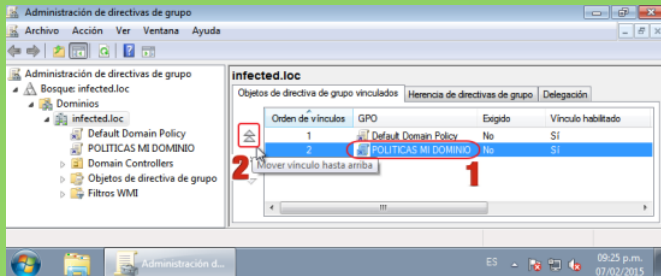 Administración de directivas de grupo
Archivo Acción Ver Ventana Ayuda
Administración de directivas de grupo
Bosque: infected.loc
Dominios
infected.loc
Default Domain Policy
POLITICAS MI DOMINIO
Domain Controllers
Objetos de directiva de grupo
Filtros WMI
infected.loc
Objetos de directiva de grupo vinculados Herencia de directivas de grupo Delegación
Orden de vínculos GPO Exigido Vínculo habilitado
1 Default Domain Policy No Sí
2 POLITICAS MI DOMINIO No Sí
2 Mover vínculo hasta arriba 1
Administración d...
ES 09:25 p.m.
07/02/2015